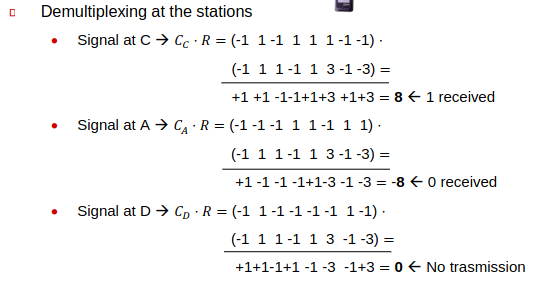 Demultiplexing at the stations
• Signal at C → C_C · R = (-1 1 -1 1 1 1 -1 -1) ·
(-1 1 1 -1 1 3 -1 -3) =
+1 +1 -1-1+1+3 +1+3 = 8 ← 1 received
• Signal at A → C_A · R = (-1 -1 -1 1 1 -1 1 1) ·
(-1 1 1 -1 1 3 -1 -3) =
+1 -1 -1 -1+1-3 -1 -3 = -8 ← 0 received
• Signal at D → C_D · R = (-1 1 -1 -1 -1 -1 1 -1) ·
(-1 1 1 -1 1 3 -1 -3) =
+1+1-1+1 -1 -3 -1+3 = 0 ← No trasmission